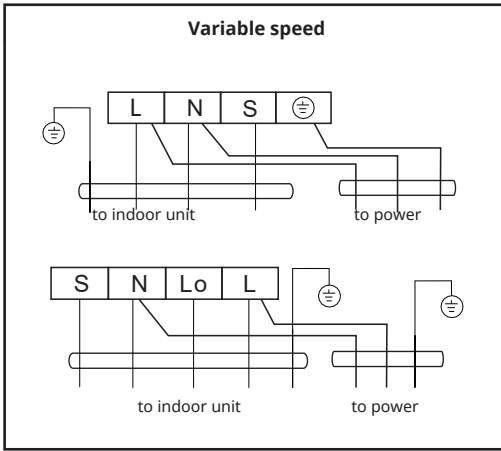 Variable speed
L N S
to indoor unit to power
S N Lo L
to indoor unit to power